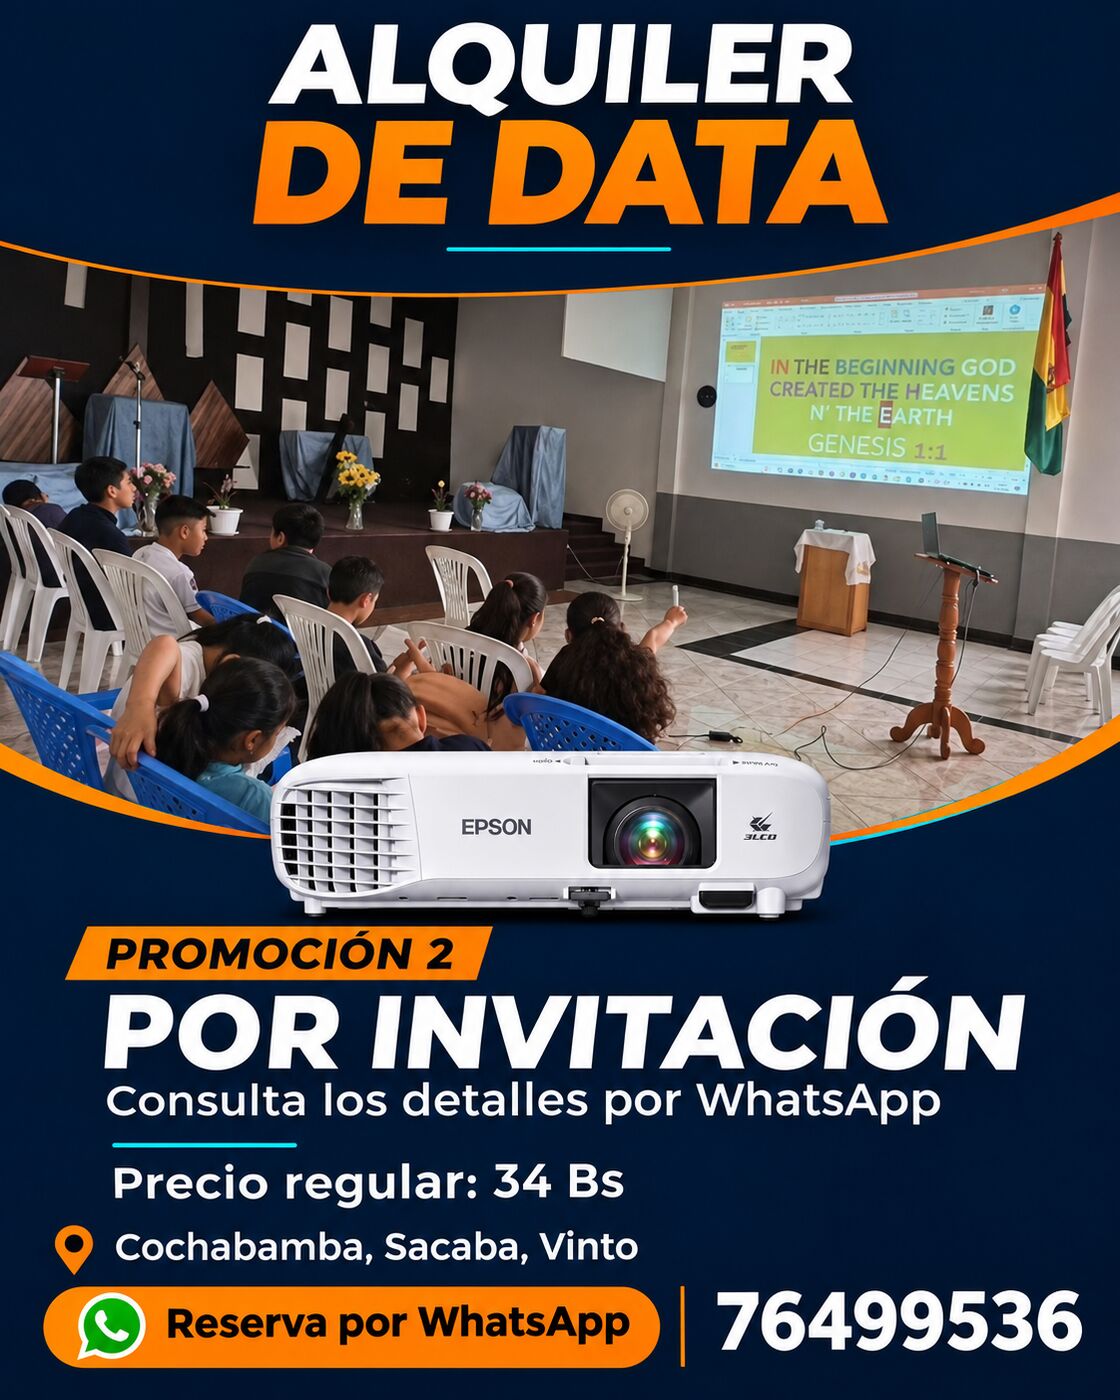 ALQUILER
DE DATA
IN THE BEGINNING GOD
CREATED THE HEAVENS
N' THE EARTH
GENESIS 1:1
EPSON
3LCD
PROMOCIÓN 2
POR INVITACIÓN
Consulta los detalles por WhatsApp
Precio regular: 34 Bs
Cochabamba, Sacaba, Vinto
Reserva por WhatsApp
76499536